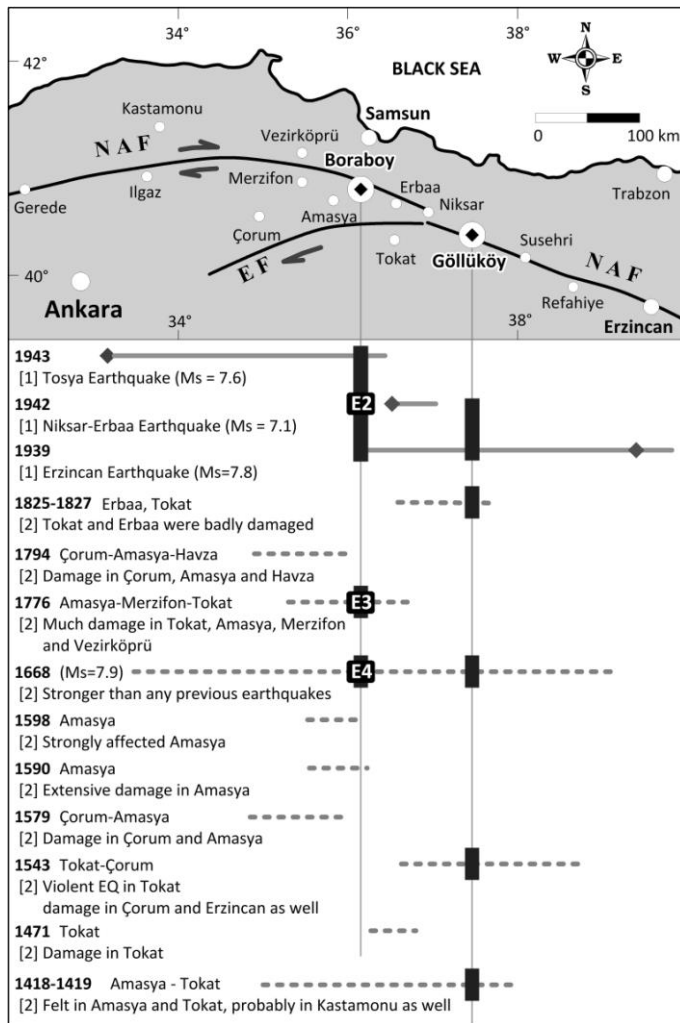 34°
36°
38°
42°
BLACK SEA
N
W
E
S
Kastamonu
Samsun
0
100 km
NAF
Vezirköprü
Boraboy
Merzifon
Erbaa
Trabzon
Gerede
Ilgaz
Niksar
Amasya
Çorum
Susehri
Tokat
Göllüköy
NAF
40°
EF
Ankara
Refahiye
Erzincan
34°
36°
38°
1943
[1] Tosya Earthquake (Ms = 7.6)
1942
E2
[1] Niksar-Erbaa Earthquake (Ms = 7.1)
1939
[1] Erzincan Earthquake (Ms=7.8)
1825-1827 Erbaa, Tokat
[2] Tokat and Erbaa were badly damaged
1794 Çorum-Amasya-Havza
[2] Damage in Çorum, Amasya and Havza
1776 Amasya-Merzifon-Tokat
E3
[2] Much damage in Tokat, Amasya, Merzifon
and Vezirköprü
1668 (Ms=7.9)
E4
[2] Stronger than any previous earthquakes
1598 Amasya
[2] Strongly affected Amasya
1590 Amasya
[2] Extensive damage in Amasya
1579 Çorum-Amasya
[2] Damage in Çorum and Amasya
1543 Tokat-Çorum
[2] Violent EQ in Tokat
damage in Çorum and Erzincan as well
1471 Tokat
[2] Damage in Tokat
1418-1419 Amasya - Tokat
[2] Felt in Amasya and Tokat, probably in Kastamonu as well